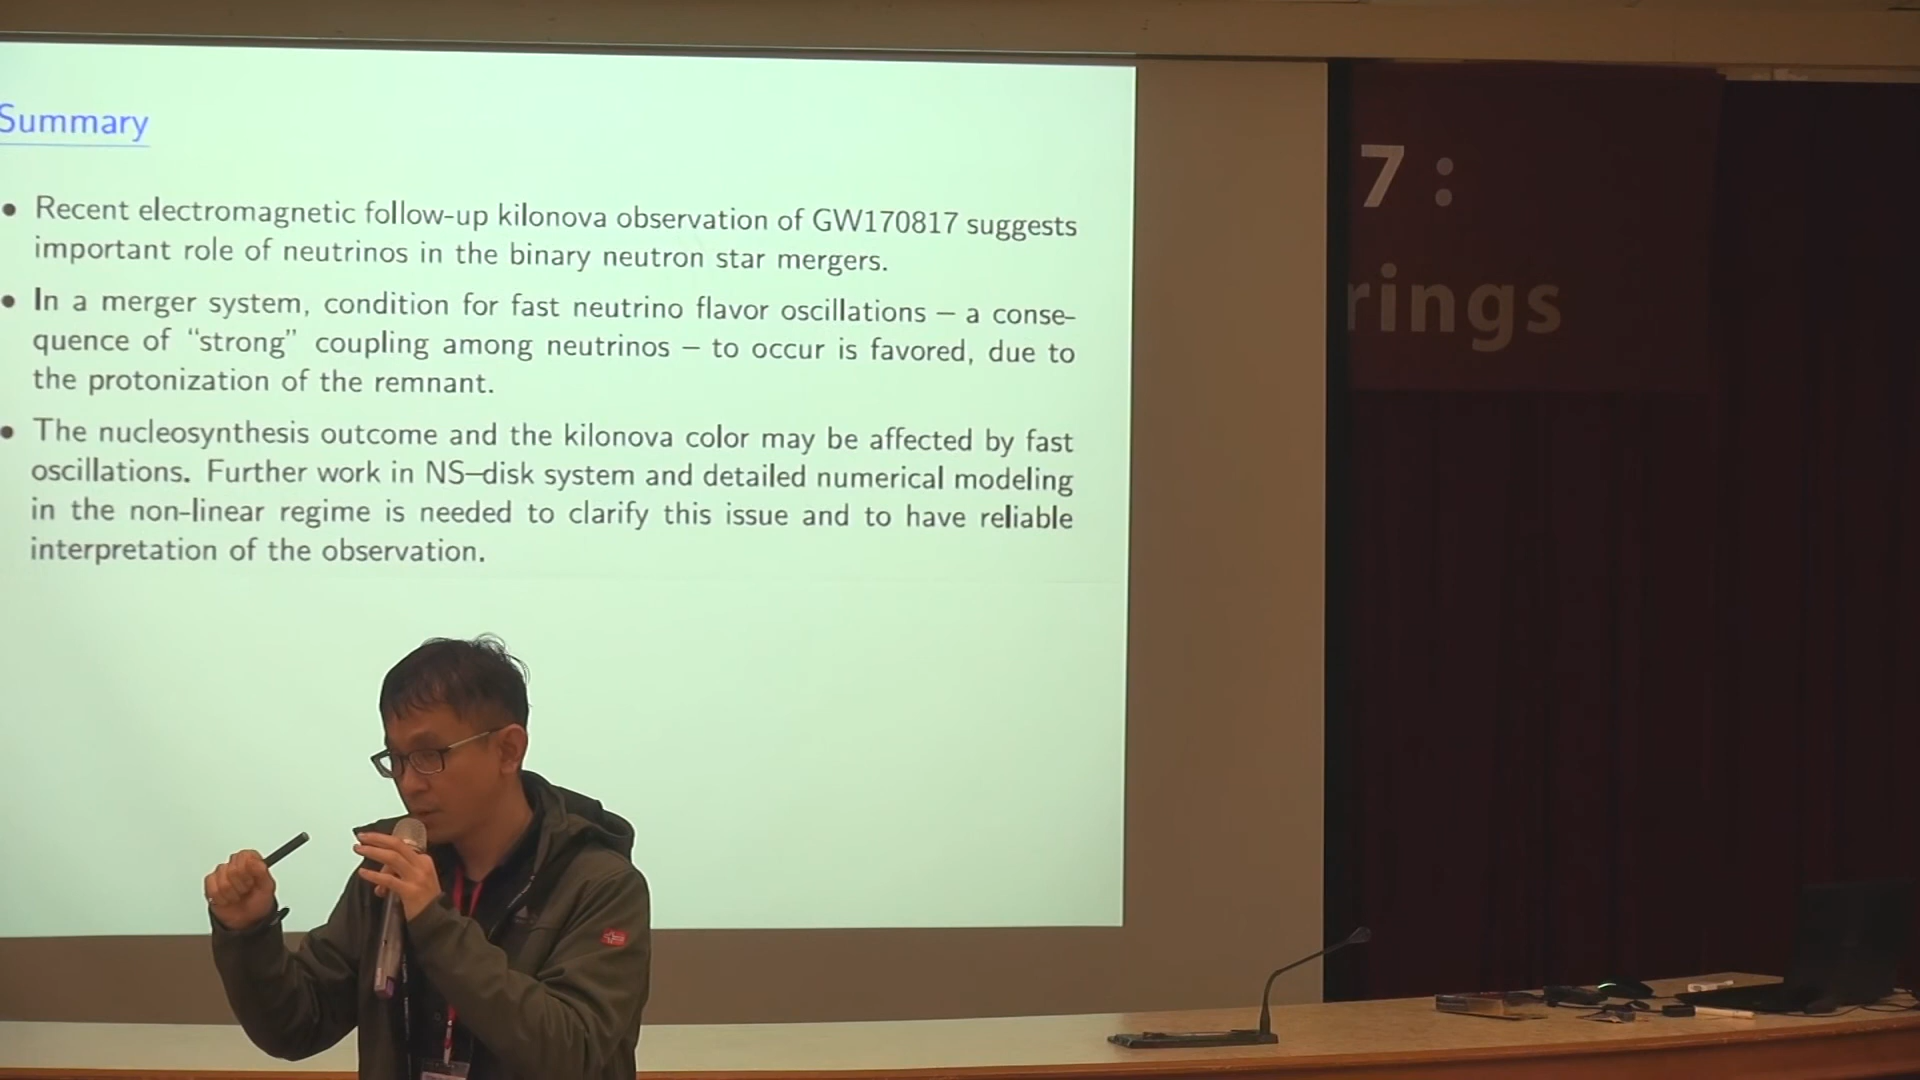 Summary
• Recent electromagnetic follow-up kilonova observation of GW170817 suggests
important role of neutrinos in the binary neutron star mergers.
• In a merger system, condition for fast neutrino flavor oscillations – a conse-
quence of “strong” coupling among neutrinos – to occur is favored, due to
the protonization of the remnant.
• The nucleosynthesis outcome and the kilonova color may be affected by fast
oscillations. Further work in NS–disk system and detailed numerical modeling
in the non-linear regime is needed to clarify this issue and to have reliable
interpretation of the observation.
7 :
rings